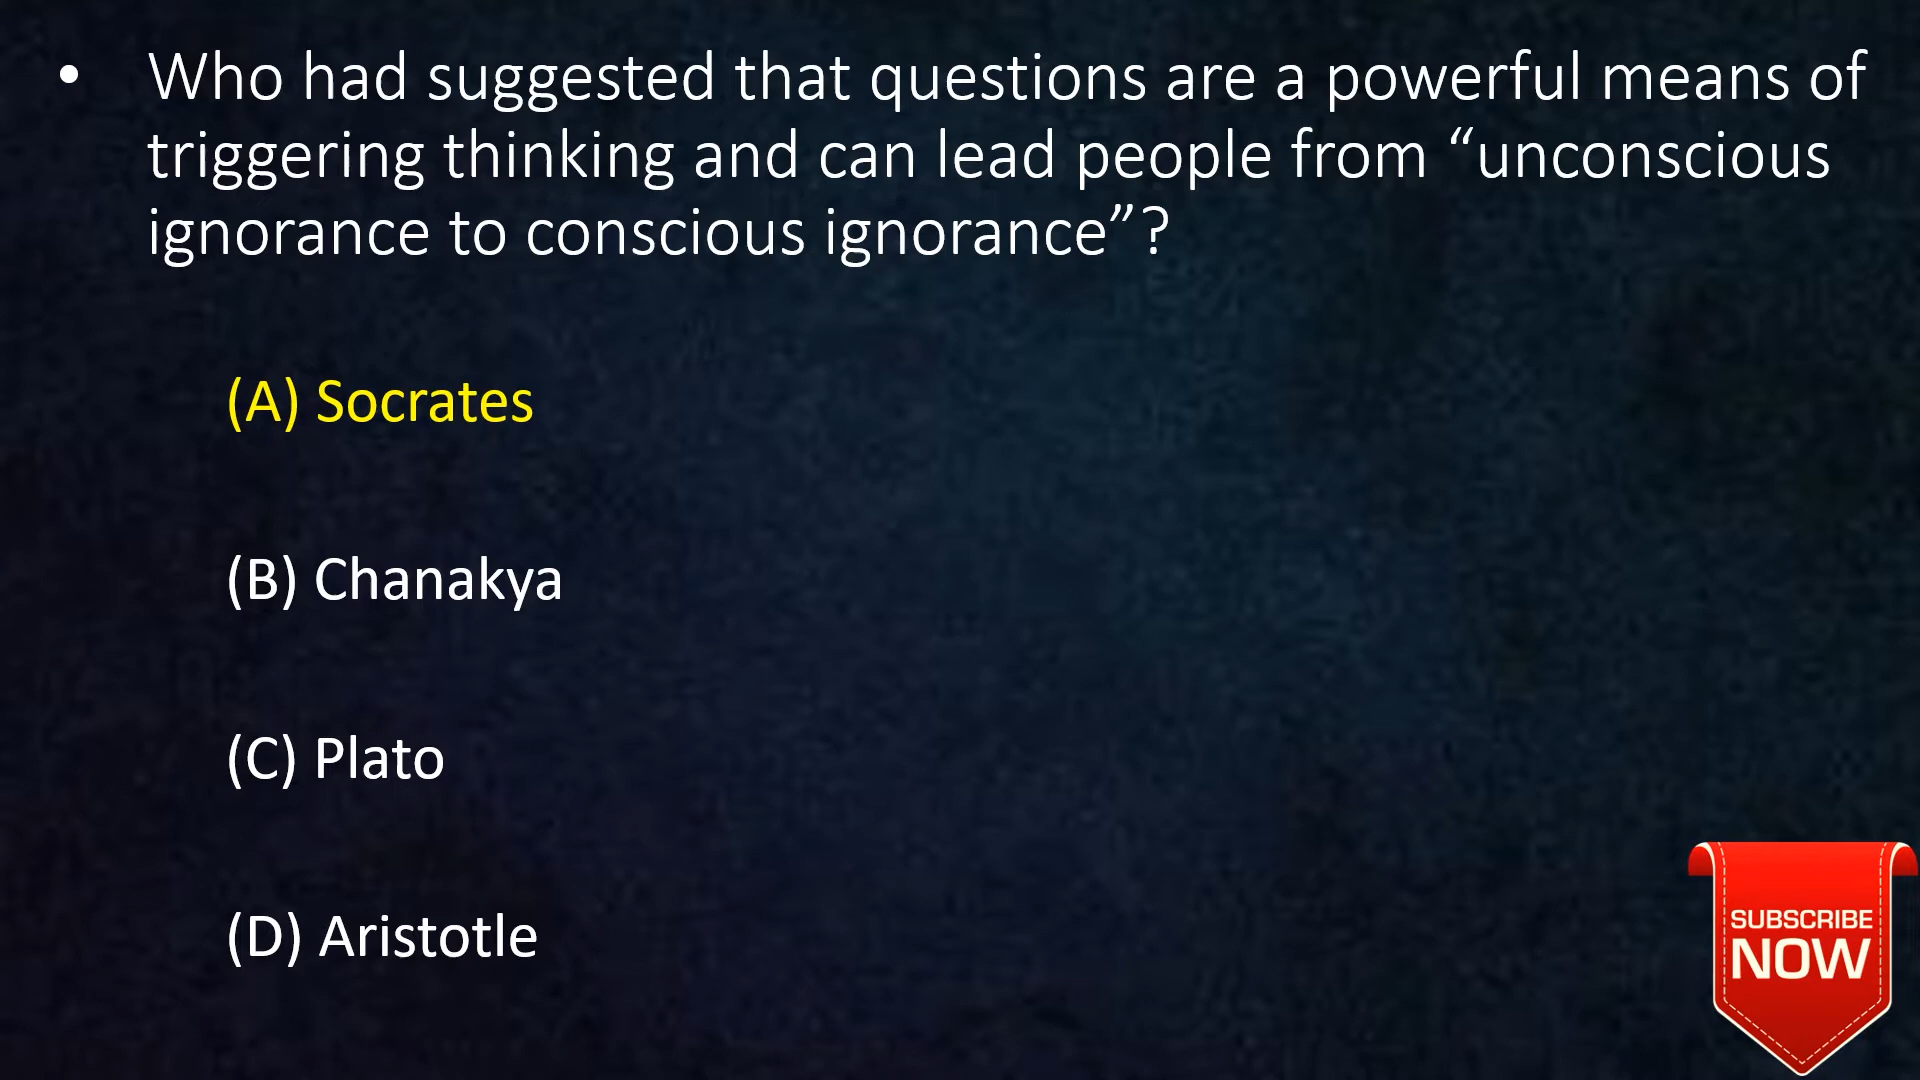 • Who had suggested that questions are a powerful means of
triggering thinking and can lead people from “unconscious
ignorance to conscious ignorance”?
(A) Socrates
(B) Chanakya
(C) Plato
(D) Aristotle
SUBSCRIBE
NOW